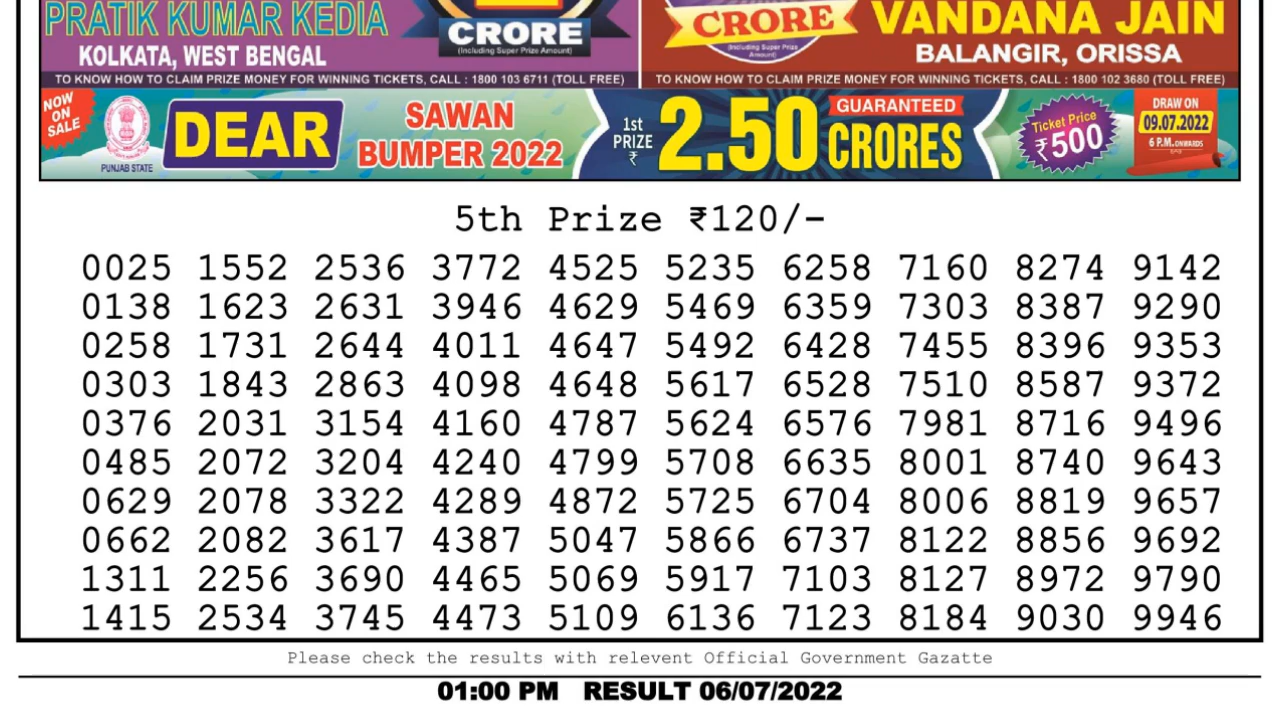 PRATIK KUMAR KEDIA
KOLKATA, WEST BENGAL
CRORE
(Including Super Prize Amount)
TO KNOW HOW TO CLAIM PRIZE MONEY FOR WINNING TICKETS, CALL : 1800 103 6711 (TOLL FREE)
CRORE
(Including Super Prize
Amount)
VANDANA JAIN
BALANGIR, ORISSA
TO KNOW HOW TO CLAIM PRIZE MONEY FOR WINNING TICKETS, CALL : 1800 102 3680 (TOLL FREE)
NOW
ON
SALE
PUNJAB STATE
DEAR
SAWAN
BUMPER 2022
1st
PRIZE
₹
2.50
GUARANTEED
CRORES
Ticket Price
₹500
DRAW ON
09.07.2022
6 P.M. ONWARDS
5th Prize ₹120/-
0025 1552 2536 3772 4525 5235 6258 7160 8274 9142
0138 1623 2631 3946 4629 5469 6359 7303 8387 9290
0258 1731 2644 4011 4647 5492 6428 7455 8396 9353
0303 1843 2863 4098 4648 5617 6528 7510 8587 9372
0376 2031 3154 4160 4787 5624 6576 7981 8716 9496
0485 2072 3204 4240 4799 5708 6635 8001 8740 9643
0629 2078 3322 4289 4872 5725 6704 8006 8819 9657
0662 2082 3617 4387 5047 5866 6737 8122 8856 9692
1311 2256 3690 4465 5069 5917 7103 8127 8972 9790
1415 2534 3745 4473 5109 6136 7123 8184 9030 9946
Please check the results with relevent Official Government Gazatte
01:00 PM RESULT 06/07/2022